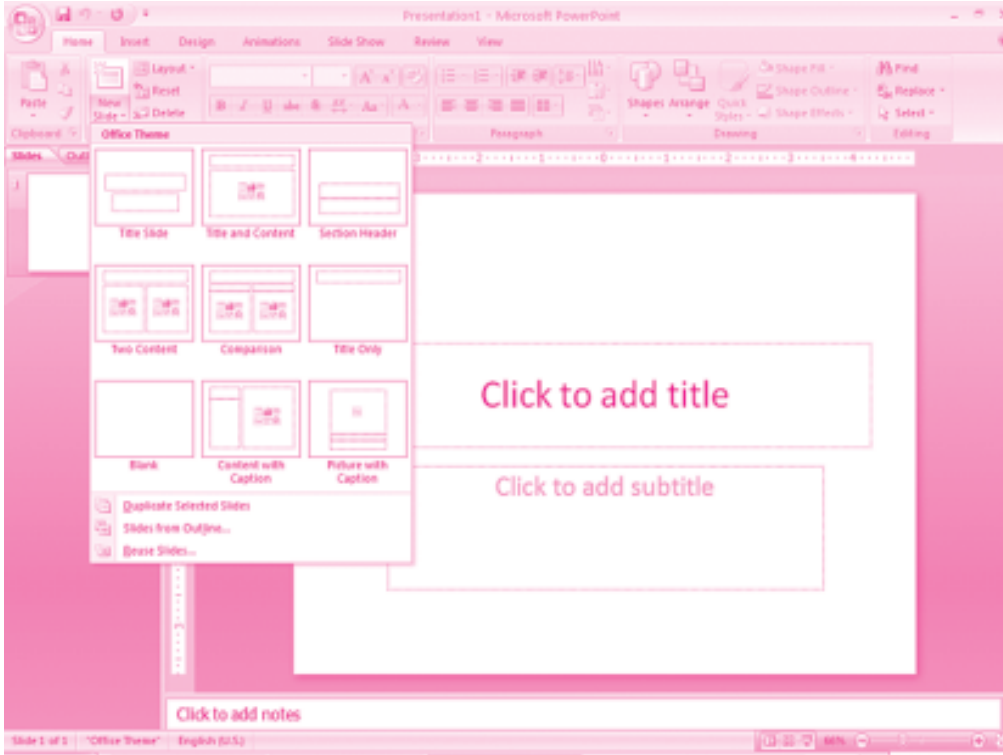 Presentation1 - Microsoft PowerPoint
Home Insert Design Animations Slide Show Review View
Paste
New Slide
Layout
Reset
Delete
Shapes Arrange Quick Styles
Shape Fill
Shape Outline
Shape Effects
Find
Replace
Select
Clipboard Paragraph Drawing Editing
Slides
Office Theme
Title Slide Title and Content Section Header
Two Content Comparison Title Only
Blank Content with Caption Picture with Caption
Duplicate Selected Slides
Slides from Outline...
Reuse Slides...
1
Click to add title
Click to add subtitle
Click to add notes
Slide 1 of 1 "Office Theme" English (U.S.) 66%